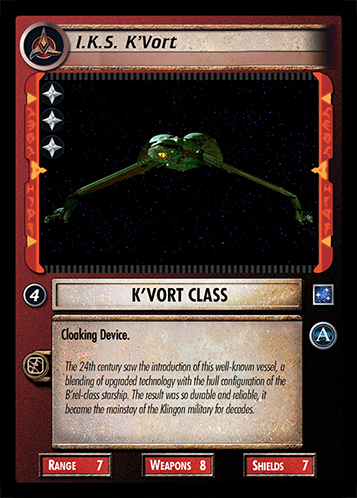 I.K.S. K'Vort
4
K'VORT CLASS
A
Cloaking Device.
The 24th century saw the introduction of this well-known vessel, a
blending of upgraded technology with the hull configuration of the
B'rel-class starship. The result was so durable and reliable, it
became the mainstay of the Klingon military for decades.
RANGE 7 WEAPONS 8 SHIELDS 7